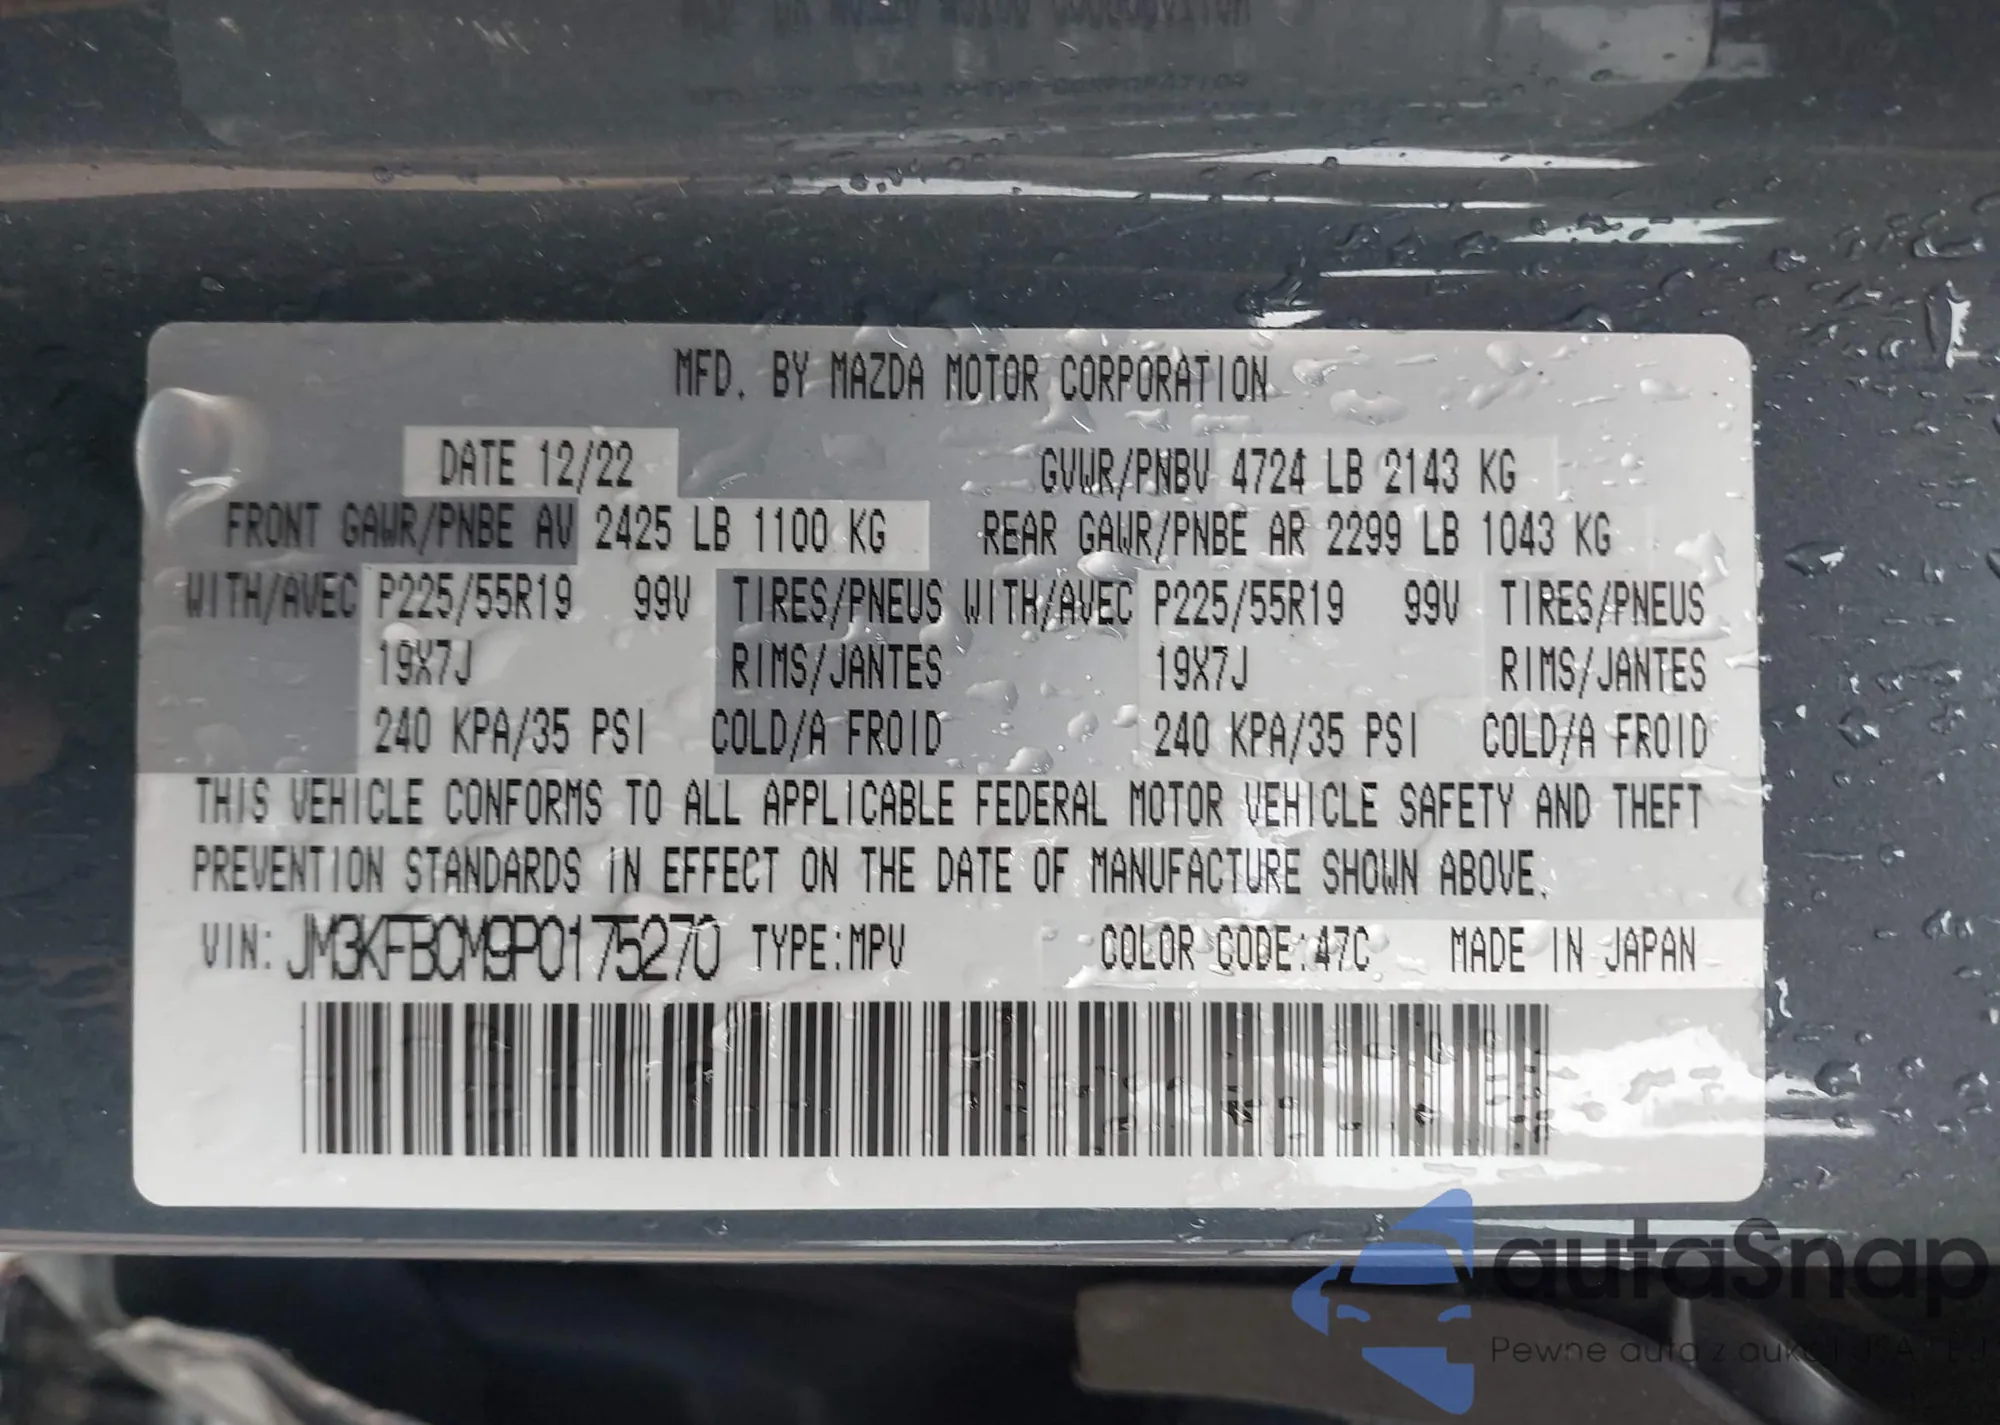 MFD. BY MAZDA MOTOR CORPORATION
DATE 12/22 GVWR/PNBV 4724 LB 2143 KG
FRONT GAWR/PNBE AV 2425 LB 1100 KG REAR GAWR/PNBE AR 2299 LB 1043 KG
WITH/AVEC P225/55R19 99V TIRES/PNEUS WITH/AVEC P225/55R19 99V TIRES/PNEUS
19X7J RIMS/JANTES 19X7J RIMS/JANTES
240 KPA/35 PSI COLD/A FROID 240 KPA/35 PSI COLD/A FROID
THIS VEHICLE CONFORMS TO ALL APPLICABLE FEDERAL MOTOR VEHICLE SAFETY AND THEFT
PREVENTION STANDARDS IN EFFECT ON THE DATE OF MANUFACTURE SHOWN ABOVE.
VIN: JM3KFBCM9P0175270 TYPE:MPV COLOR CODE:47C MADE IN JAPAN
autaSnap
Pewne auta z aukcji